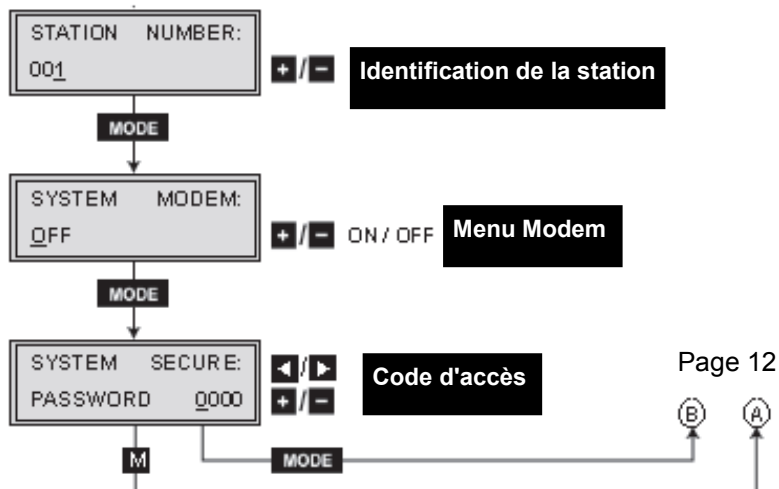 STATION NUMBER:
001
+ / - Identification de la station
MODE
SYSTEM MODEM:
OFF
+ / - ON / OFF Menu Modem
MODE
SYSTEM SECURE:
PASSWORD 0000
◄ / ►
+ / -
Code d'accès
Page 12
B A
M MODE